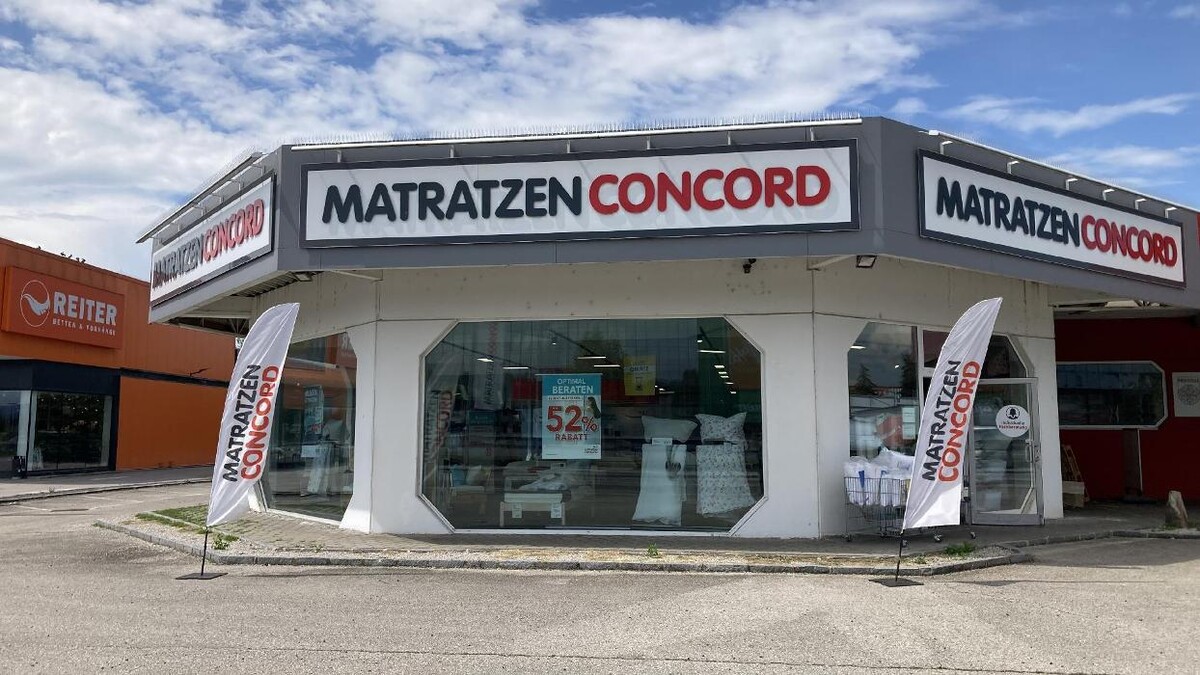 MATRATZEN CONCORD
MATRATZEN CONCORD
MATRATZEN CONCORD
REITER
BETTEN & VORHÄNGE
MATRATZEN
CONCORD
OPTIMAL
BERATEN
52%
RABATT
MATRATZEN
CONCORD